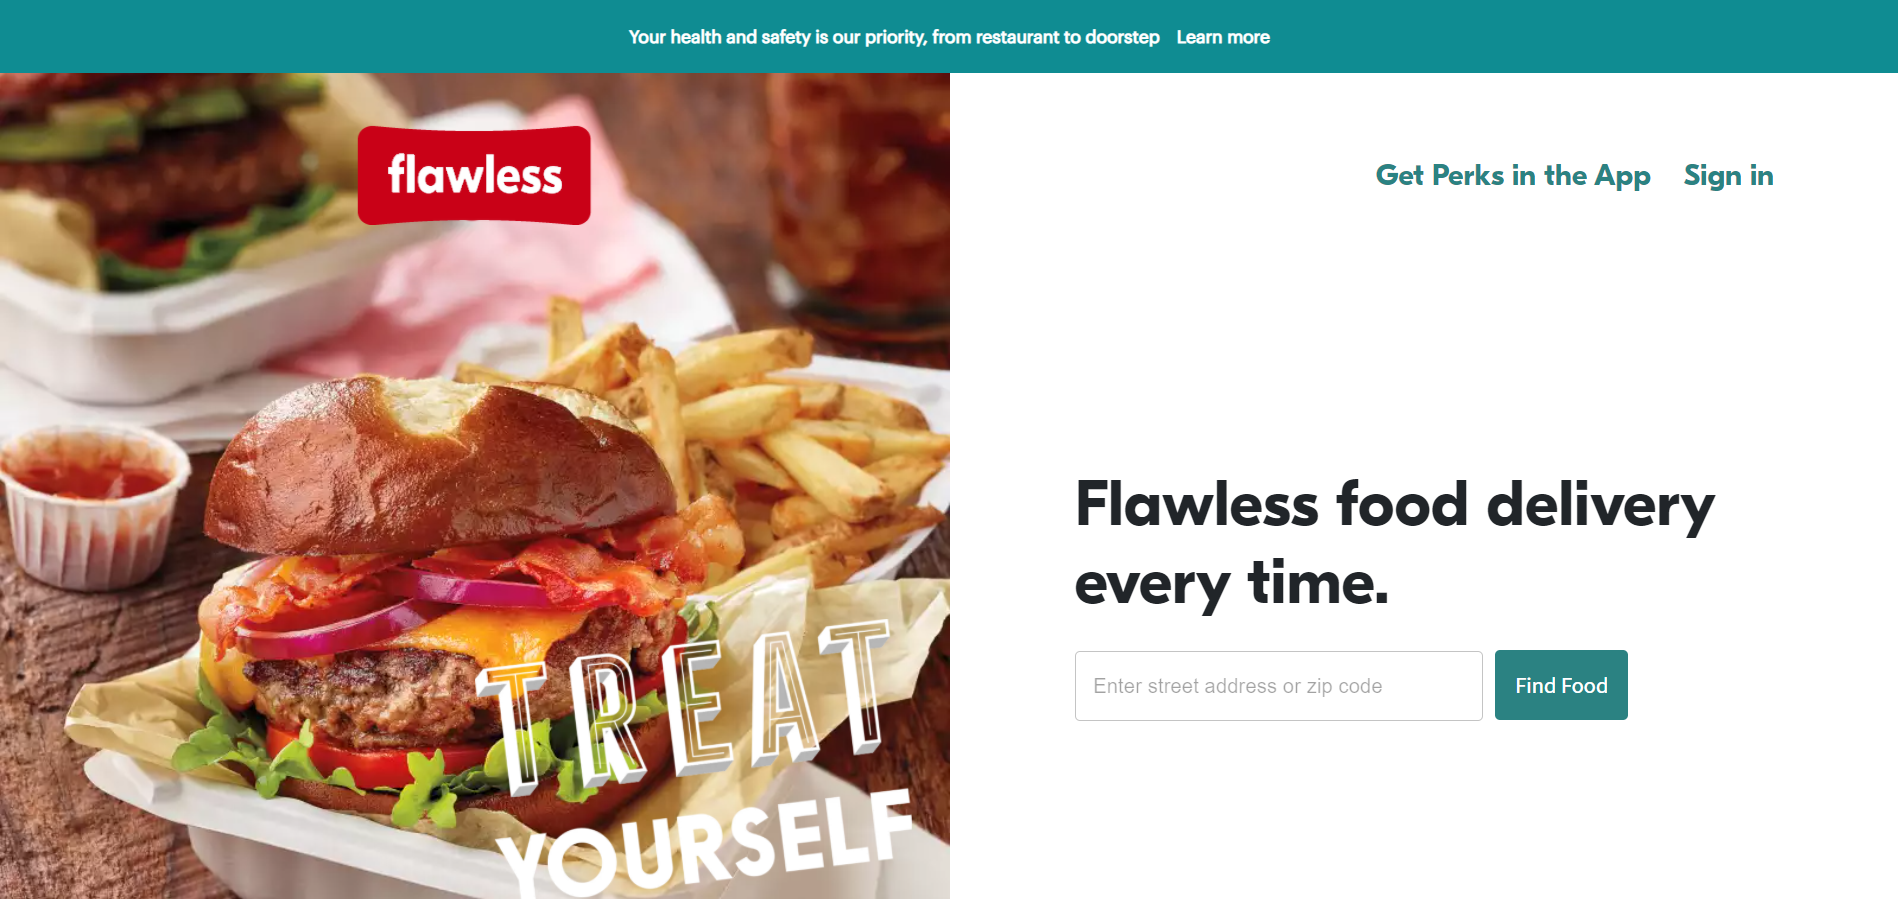 Your health and safety is our priority, from restaurant to doorstep Learn more
flawless
Get Perks in the App Sign in
Flawless food delivery
every time.
Enter street address or zip code
Find Food
TREAT
YOURSELF